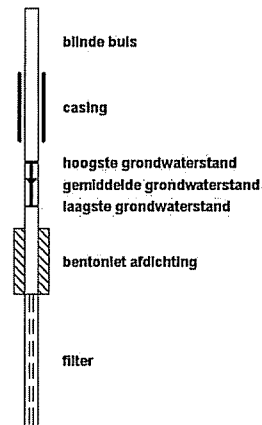 blinde buis
casing
hoogste grondwaterstand
gemiddelde grondwaterstand
laagste grondwaterstand
bentoniet afdichting
filter